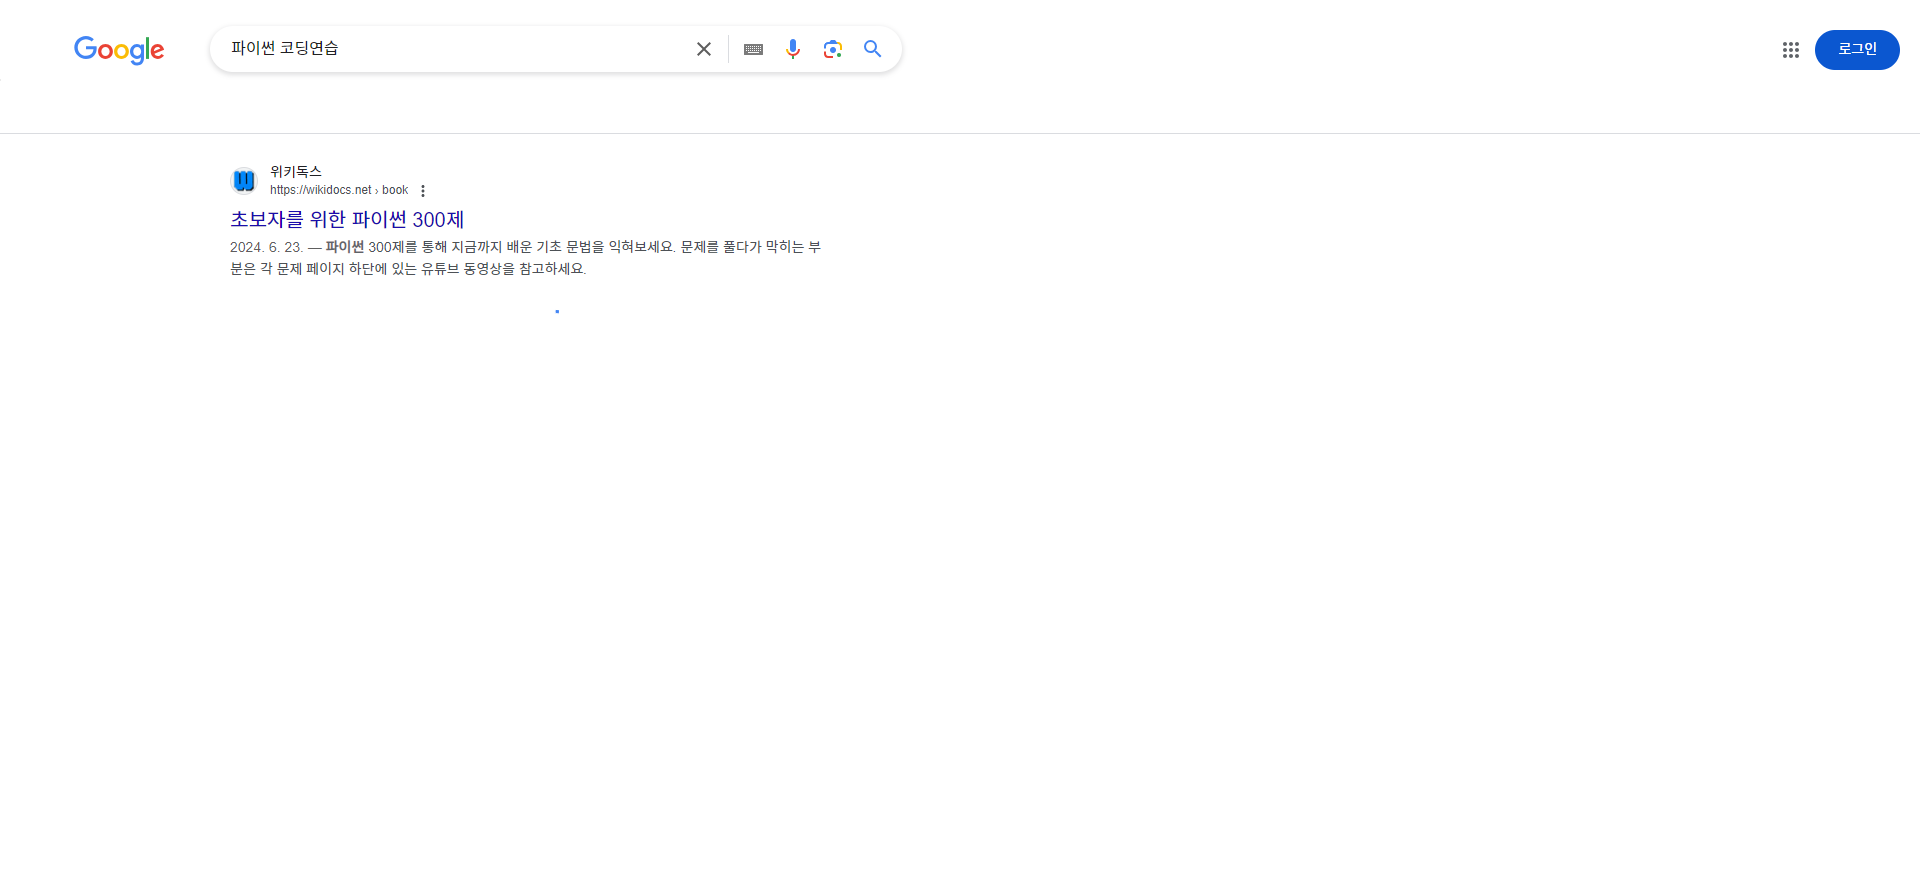 Google
파이썬 코딩연습
로그인
위키독스
https://wikidocs.net › book
초보자를 위한 파이썬 300제
2024. 6. 23. — 파이썬 300제를 통해 지금까지 배운 기초 문법을 익혀보세요. 문제를 풀다가 막히는 부
분은 각 문제 페이지 하단에 있는 유튜브 동영상을 참고하세요.